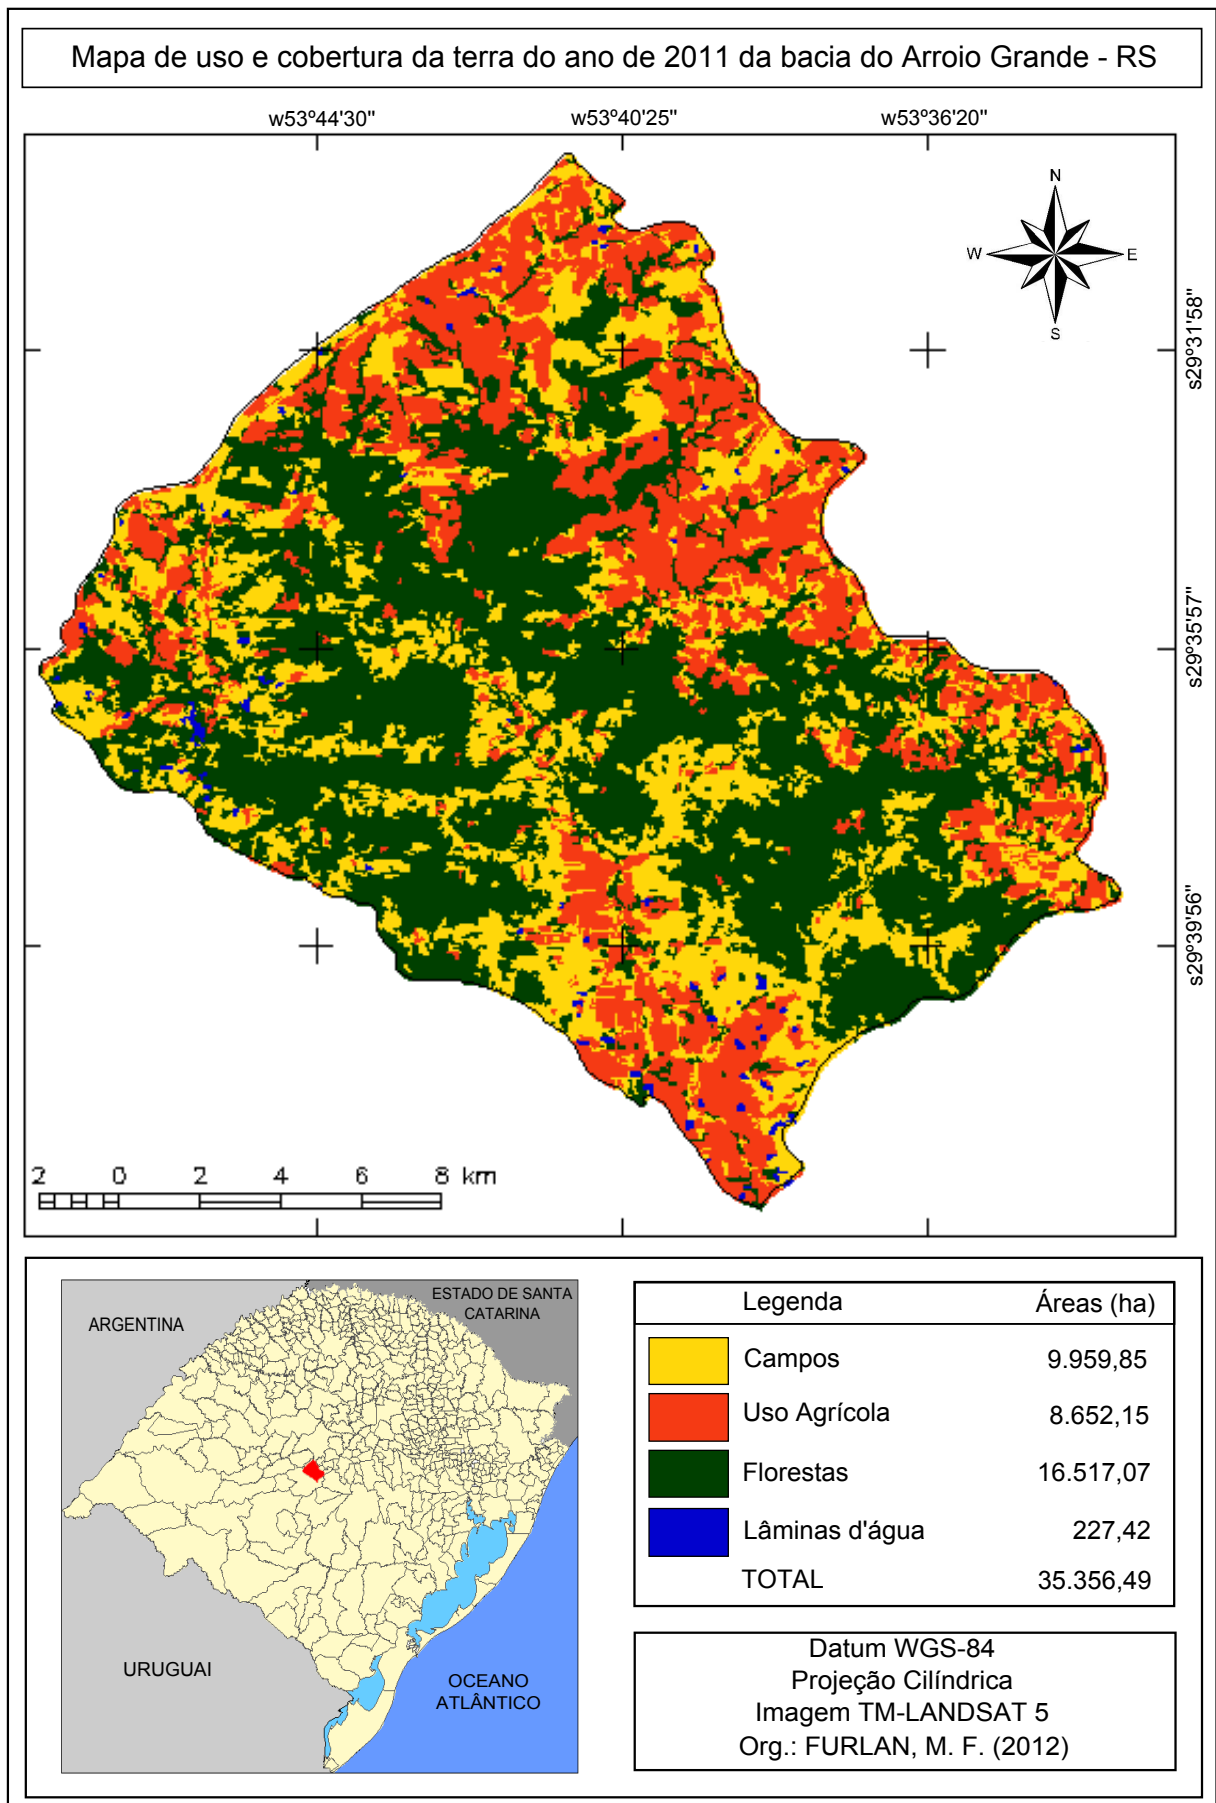 Mapa de uso e cobertura da terra do ano de 2011 da bacia do Arroio Grande - RS
w53º44'30" w53º40'25" w53º36'20"
N
W E
S
s29º31'58"
s29º35'57"
s29º39'56"
2 0 2 4 6 8 km
ARGENTINA
ESTADO DE SANTA
CATARINA
URUGUAI
OCEANO
ATLÂNTICO
Legenda Áreas (ha)
Campos 9.959,85
Uso Agrícola 8.652,15
Florestas 16.517,07
Lâminas d'água 227,42
TOTAL 35.356,49
Datum WGS-84
Projeção Cilíndrica
Imagem TM-LANDSAT 5
Org.: FURLAN, M. F. (2012)